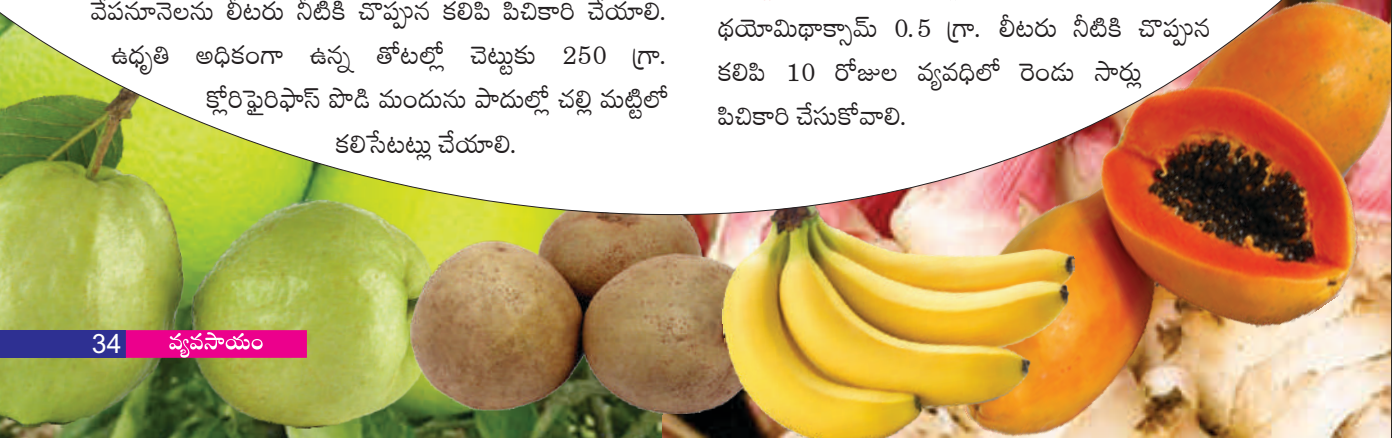 వేపనూనెలను లీటరు నీటికి చొప్పున కలిపి పిచికారి చేయాలి.
ఉధృతి అధికంగా ఉన్న తోటల్లో చెట్టుకు 250 గ్రా.
క్లోరిఫైరిఫాస్ పొడి మందును పాదుల్లో చల్లి మట్టిలో
కలిసేటట్లు చేయాలి.
థయోమిథాక్సామ్ 0.5 గ్రా. లీటరు నీటికి చొప్పున
కలిపి 10 రోజుల వ్యవధిలో రెండు సార్లు
పిచికారి చేసుకోవాలి.
34 వ్యవసాయం